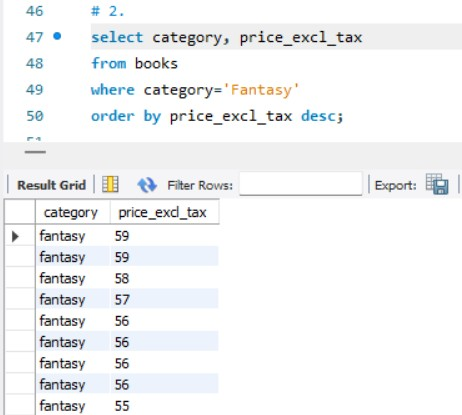 46 # 2.
47 select category, price_excl_tax
48 from books
49 where category='Fantasy'
50 order by price_excl_tax desc;
Result Grid Filter Rows: Export:
category price_excl_tax
fantasy 59
fantasy 59
fantasy 58
fantasy 57
fantasy 56
fantasy 56
fantasy 56
fantasy 56
fantasy 55